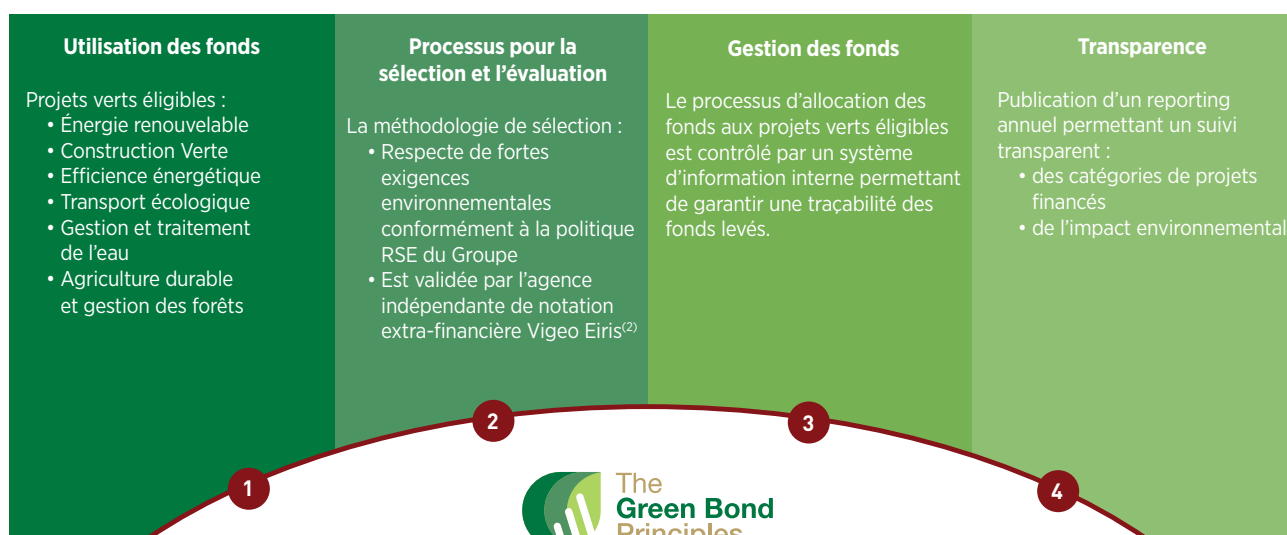 Utilisation des fonds
Projets verts éligibles :
• Énergie renouvelable
• Construction Verte
• Efficience énergétique
• Transport écologique
• Gestion et traitement
de l’eau
• Agriculture durable
et gestion des forêts
Processus pour la
sélection et l’évaluation
La méthodologie de sélection :
• Respecte de fortes
exigences
environnementales
conformément à la politique
RSE du Groupe
• Est validée par l’agence
indépendante de notation
extra-financière Vigeo Eiris(2)
Gestion des fonds
Le processus d’allocation des
fonds aux projets verts éligibles
est contrôlé par un système
d’information interne permettant
de garantir une traçabilité des
fonds levés.
Transparence
Publication d’un reporting
annuel permettant un suivi
transparent :
• des catégories de projets
financés
• de l’impact environnemental
1
2
3
4
The
Green Bond
Principles